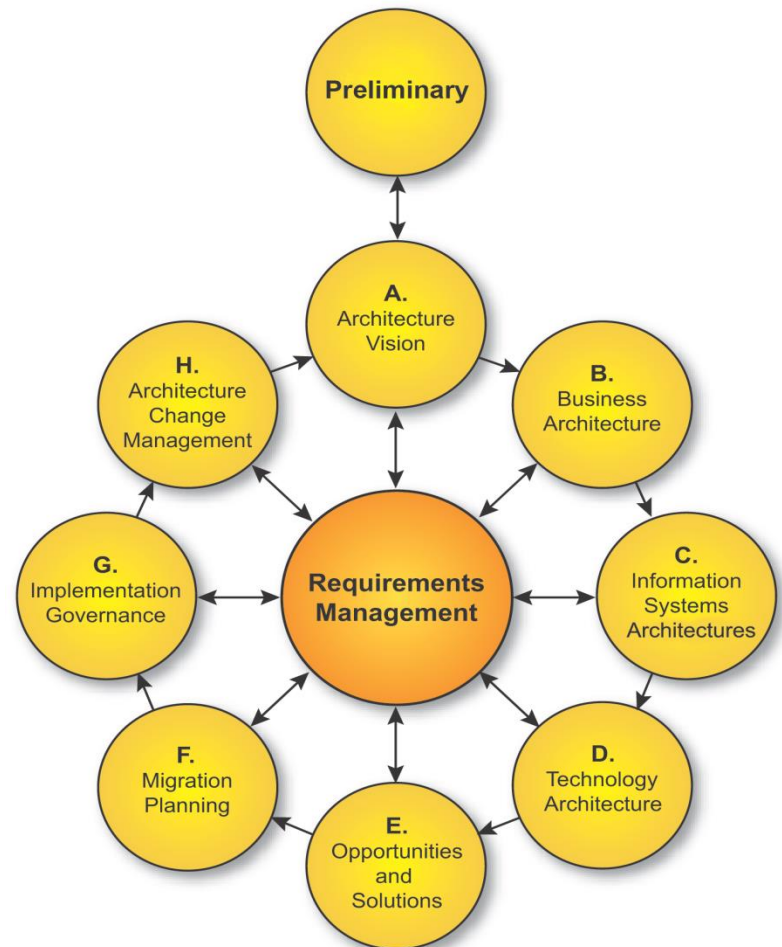 Preliminary
A.
Architecture
Vision
B.
Business
Architecture
C.
Information
Systems
Architectures
D.
Technology
Architecture
E.
Opportunities
and
Solutions
F.
Migration
Planning
G.
Implementation
Governance
H.
Architecture
Change
Management
Requirements
Management